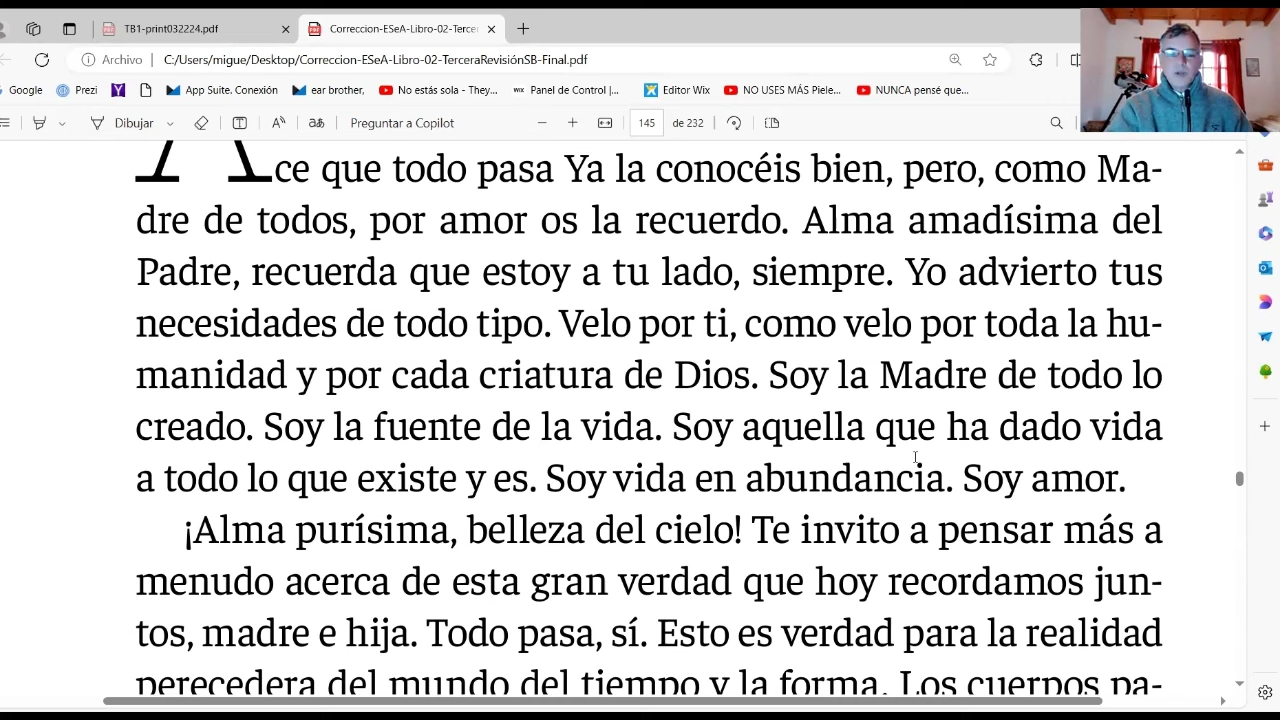 TB1-print032224.pdf
Correccion-ESeA-Libro-02-Tercer
Archivo
C:/Users/migue/Desktop/Correccion-ESeA-Libro-02-TerceraRevisiónSB-Final.pdf
Google
Prezi
App Suite. Conexión
ear brother,
No estás sola - They...
WIX Panel de Control |...
Editor Wix
NO USES MÁS Piele...
NUNCA pensé que...
Dibujar
aあ
Preguntar a Copilot
145
de 232
A
ce que todo pasa Ya la conocéis bien, pero, como Ma-
dre de todos, por amor os la recuerdo. Alma amadísima del
Padre, recuerda que estoy a tu lado, siempre. Yo advierto tus
necesidades de todo tipo. Velo por ti, como velo por toda la hu-
manidad y por cada criatura de Dios. Soy la Madre de todo lo
creado. Soy la fuente de la vida. Soy aquella que ha dado vida
a todo lo que existe y es. Soy vida en abundancia. Soy amor.
¡Alma purísima, belleza del cielo! Te invito a pensar más a
menudo acerca de esta gran verdad que hoy recordamos jun-
tos, madre e hija. Todo pasa, sí. Esto es verdad para la realidad
perecedera del mundo del tiempo y la forma. Los cuerpos pa-